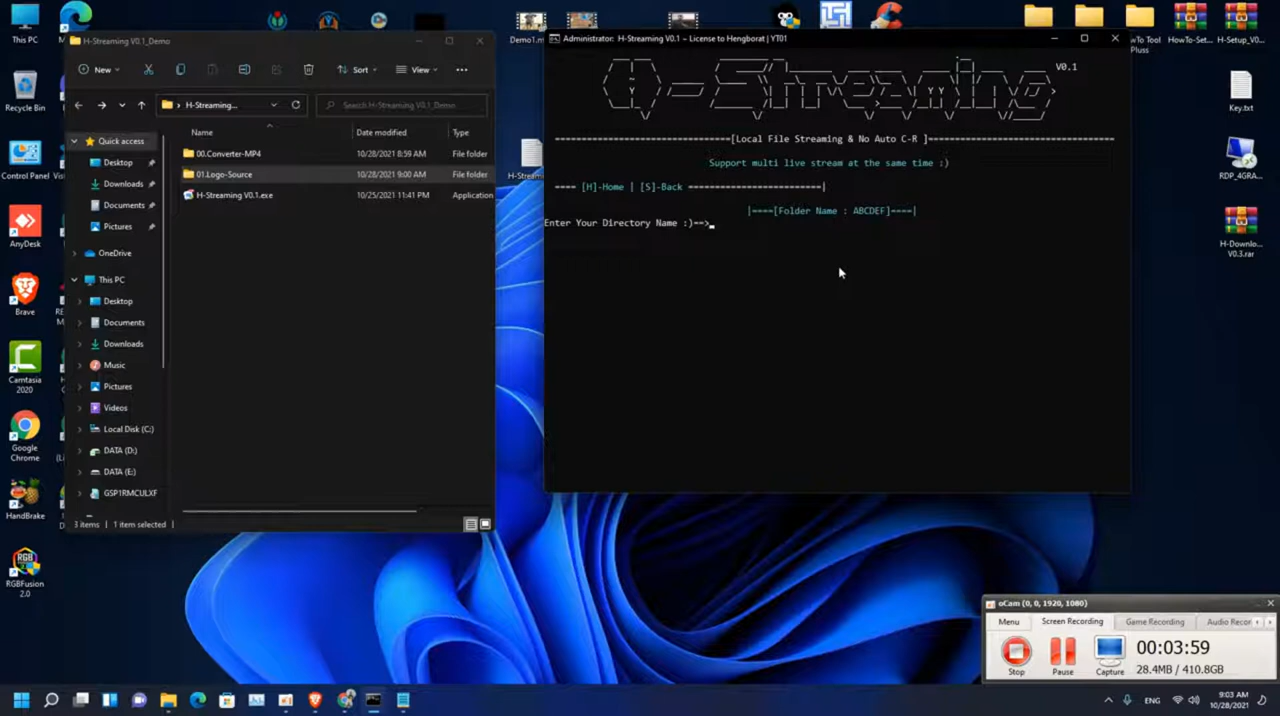 This PC
Recycle Bin
Control Panel
AnyDesk
Brave
Camtasia 2020
Google Chrome
HandBrake
RGBFusion 2.0
H-Streaming V0.1_Demo
New
Sort
View
H-Streaming...
Search H-Streaming V0.1_Demo
Quick access
Desktop
Downloads
Documents
Pictures
OneDrive
This PC
Desktop
Documents
Downloads
Music
Pictures
Videos
Local Disk (C:)
DATA (D:)
DATA (E:)
GSP1RMCULXF
Name
Date modified
Type
00.Converter-MP4
10/28/2021 8:59 AM
File folder
01.Logo-Source
10/28/2021 9:00 AM
File folder
H-Streaming V0.1.exe
10/25/2021 11:41 PM
Application
3 items
1 item selected
Demo1.m
H-Stream
Administrator: H-Streaming V0.1 – License to Hengborat | YT01
H-Streaming
V0.1
[Local File Streaming & No Auto C-R ]
Support multi live stream at the same time :)
==== [H]-Home | [S]-Back =========================|
|====[Folder Name : ABCDEF]====|
Enter Your Directory Name :)-->
owTo Tool Pluss
HowTo-Set...
H-Setup_V0...
Key.txt
RDP_4GRA...
H-Downlo... V0.3.rar
oCam (0, 0, 1920, 1080)
Menu
Screen Recording
Game Recording
Audio Recor
00:03:59
28.4MB / 410.8GB
Stop
Pause
Capture
ENG
9:03 AM
10/28/2021